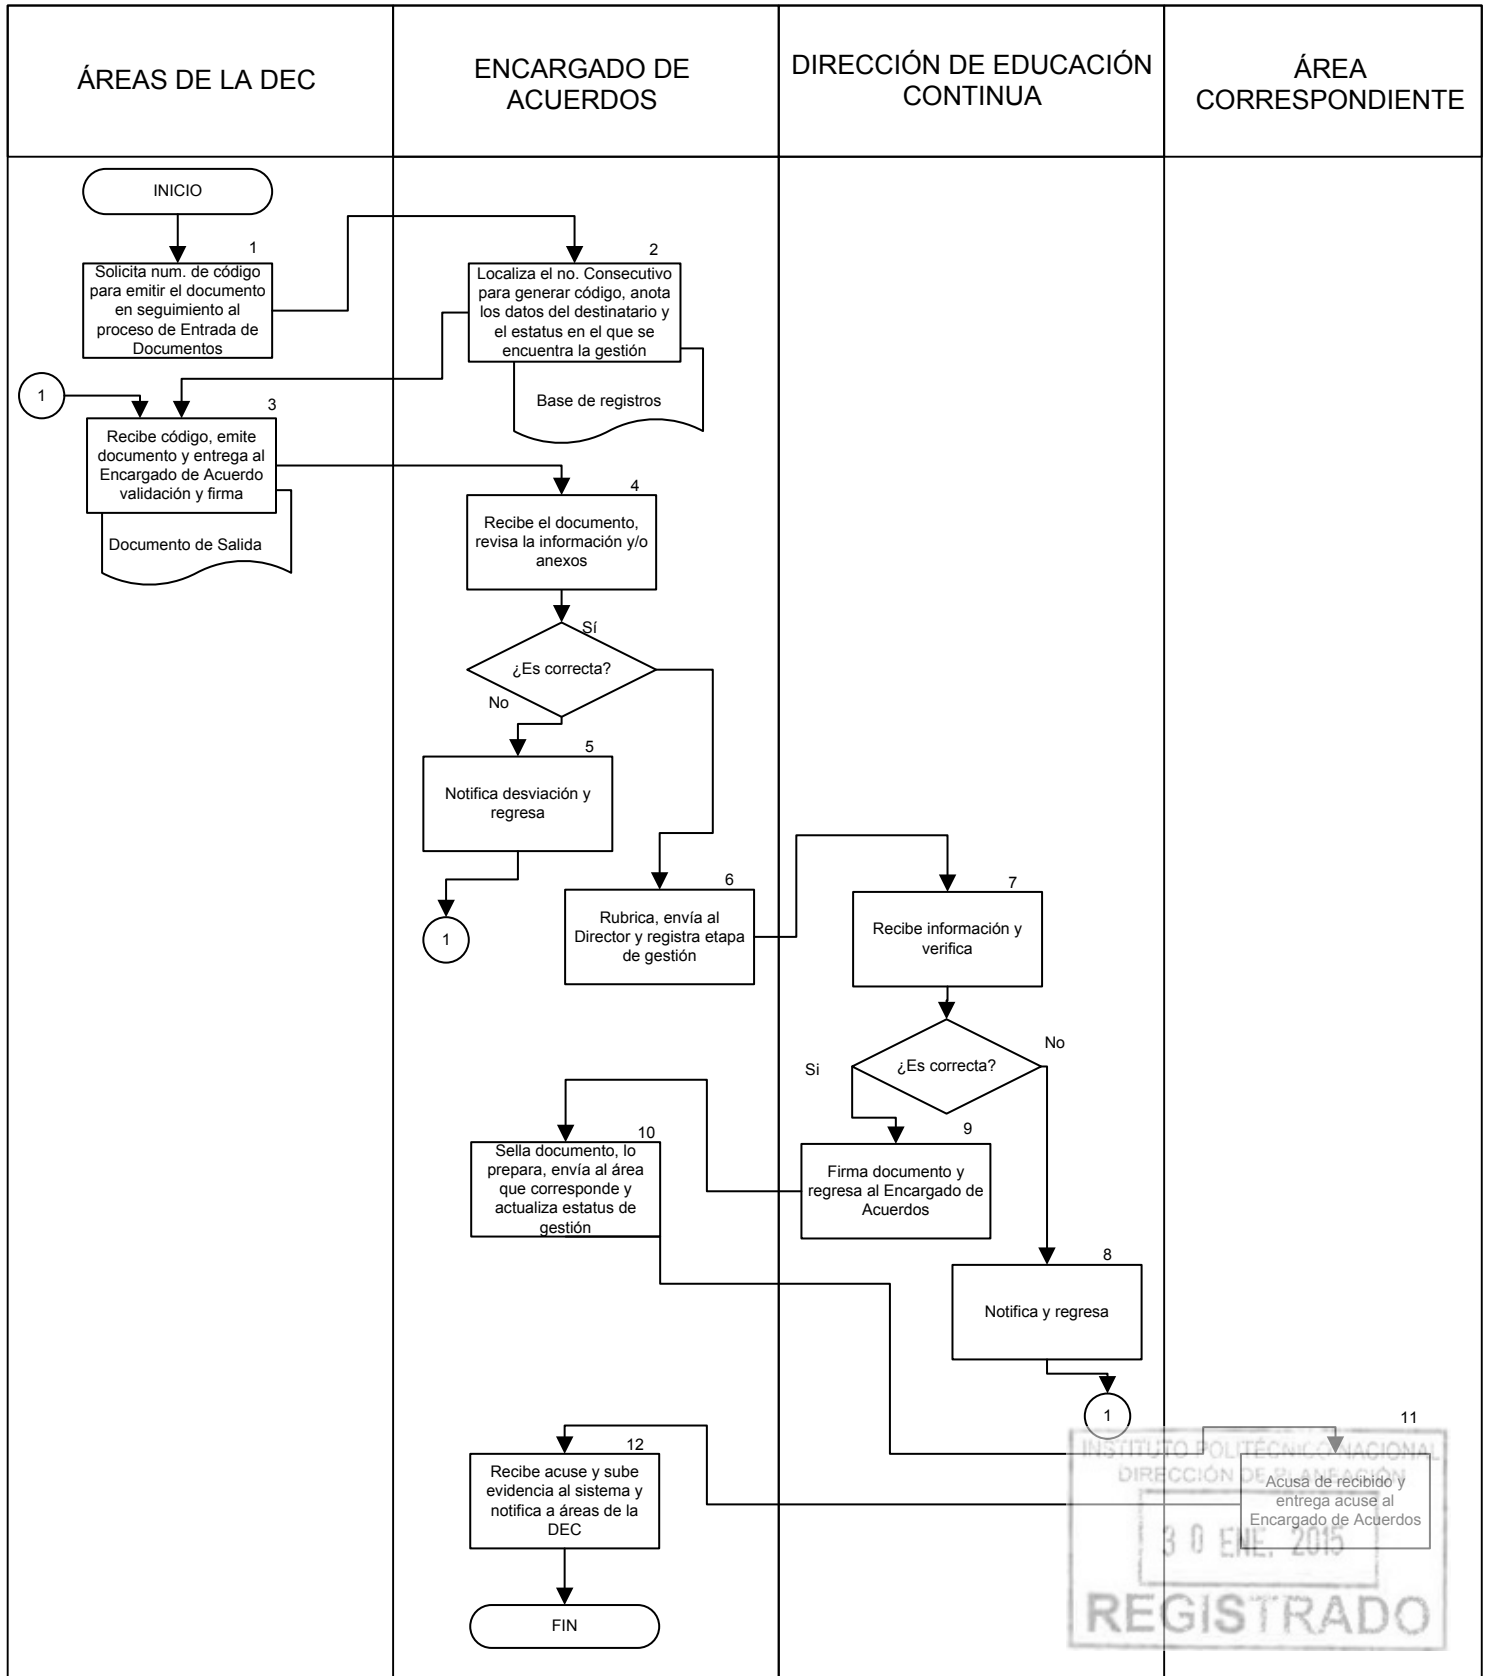 ÁREAS DE LA DEC
ENCARGADO DE
ACUERDOS
DIRECCIÓN DE EDUCACIÓN
CONTINUA
ÁREA
CORRESPONDIENTE
INICIO
1
Solicita num. de código
para emitir el documento
en seguimiento al
proceso de Entrada de
Documentos
2
Localiza el no. Consecutivo
para generar código, anota
los datos del destinatario y
el estatus en el que se
encuentra la gestión
Base de registros
1
3
Recibe código, emite
documento y entrega al
Encargado de Acuerdo
validación y firma
Documento de Salida
4
Recibe el documento,
revisa la información y/o
anexos
Sí
¿Es correcta?
No
5
Notifica desviación y
regresa
1
6
Rubrica, envía al
Director y registra etapa
de gestión
7
Recibe información y
verifica
¿Es correcta?
No
Si
9
Firma documento y
regresa al Encargado de
Acuerdos
10
Sella documento, lo
prepara, envía al área
que corresponde y
actualiza estatus de
gestión
8
Notifica y regresa
1
11
Acusa de recibido y
entrega acuse al
Encargado de Acuerdos
12
Recibe acuse y sube
evidencia al sistema y
notifica a áreas de la
DEC
FIN
INSTITUTO POLITÉCNICO NACIONAL
DIRECCIÓN DE PLANEACIÓN
30 ENE. 2015
REGISTRADO